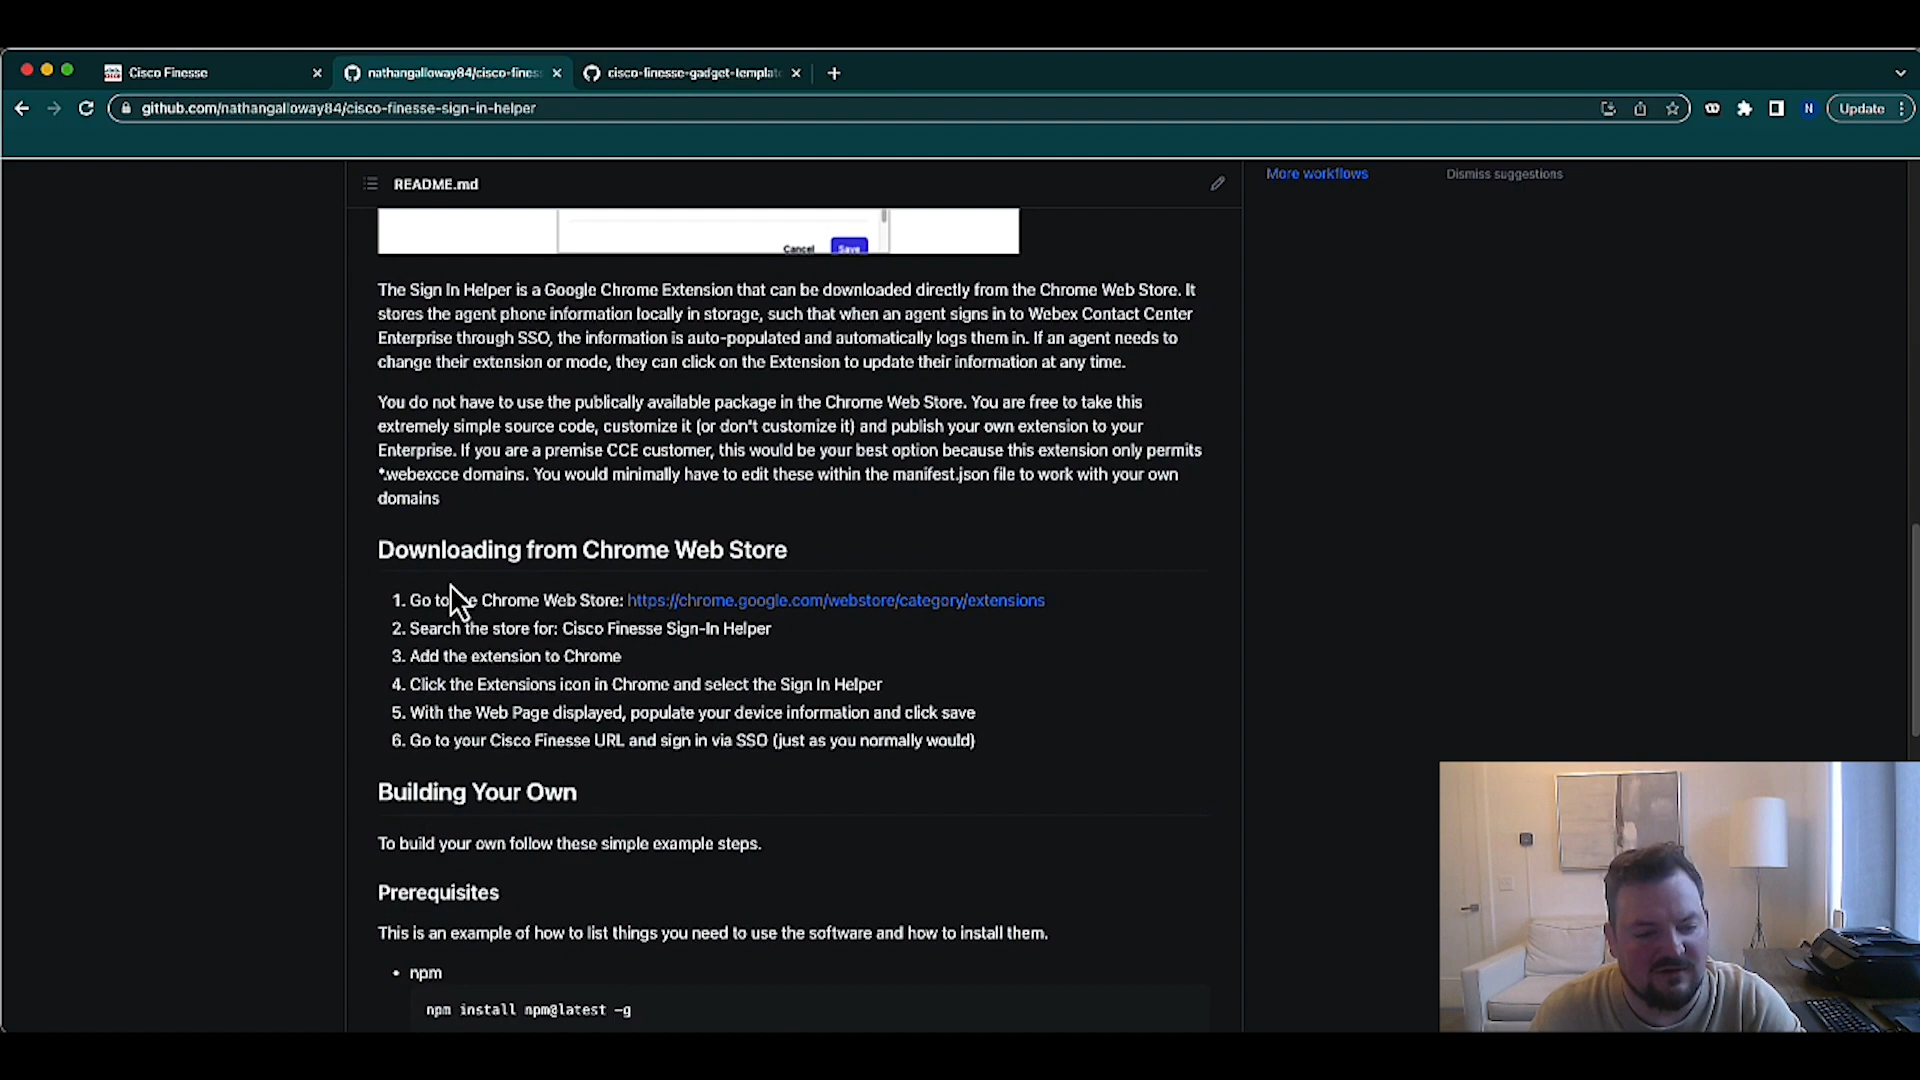 Cisco Finesse
nathangalloway84/cisco-fines
cisco-finesse-gadget-templat
github.com/nathangalloway84/cisco-finesse-sign-in-helper
N
Update
README.md
More workflows
Dismiss suggestions
Cancel
Save
The Sign In Helper is a Google Chrome Extension that can be downloaded directly from the Chrome Web Store. It
stores the agent phone information locally in storage, such that when an agent signs in to Webex Contact Center
Enterprise through SSO, the information is auto-populated and automatically logs them in. If an agent needs to
change their extension or mode, they can click on the Extension to update their information at any time.
You do not have to use the publically available package in the Chrome Web Store. You are free to take this
extremely simple source code, customize it (or don't customize it) and publish your own extension to your
Enterprise. If you are a premise CCE customer, this would be your best option because this extension only permits
*.webexcce domains. You would minimally have to edit these within the manifest.json file to work with your own
domains
Downloading from Chrome Web Store
1. Go to the Chrome Web Store: https://chrome.google.com/webstore/category/extensions
2. Search the store for: Cisco Finesse Sign-In Helper
3. Add the extension to Chrome
4. Click the Extensions icon in Chrome and select the Sign In Helper
5. With the Web Page displayed, populate your device information and click save
6. Go to your Cisco Finesse URL and sign in via SSO (just as you normally would)
Building Your Own
To build your own follow these simple example steps.
Prerequisites
This is an example of how to list things you need to use the software and how to install them.
• npm
npm install npm@latest -g